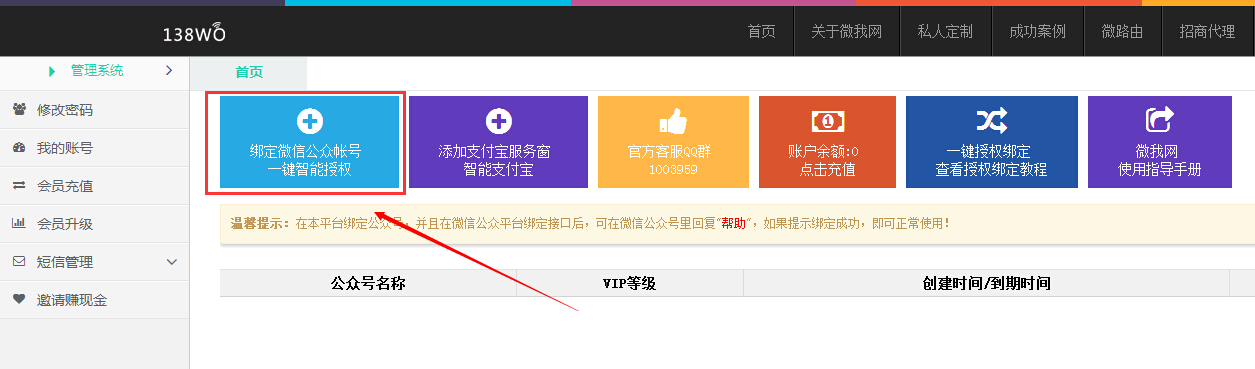 138WO
首页
关于微我网
私人定制
成功案例
微路由
招商代理
管理系统
首页
修改密码
我的账号
会员充值
会员升级
短信管理
邀请赚现金
绑定微信公众帐号
一键智能授权
添加支付宝服务窗
智能支付宝
官方客服QQ群
1003959
账户余额:0
点击充值
一键授权绑定
查看授权绑定教程
微我网
使用指导手册
温馨提示：在本平台绑定公众号，并且在微信公众平台绑定接口后，可在微信公众号里回复“帮助”，如果提示绑定成功，即可正常使用！
公众号名称
VIP等级
创建时间/到期时间